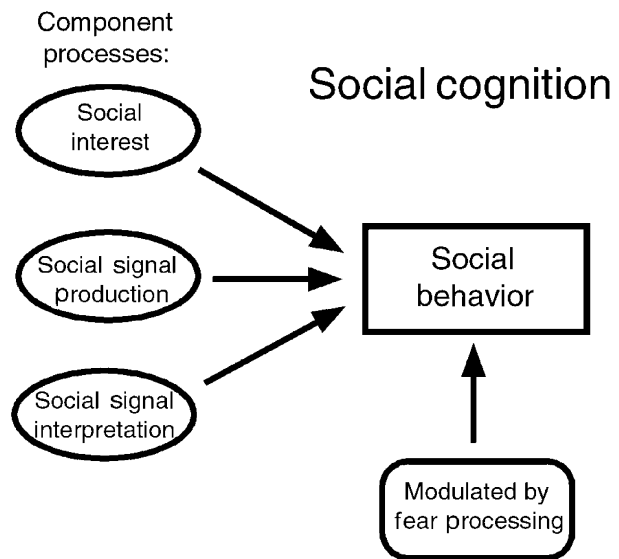 Component
processes:
Social cognition
Social
interest
Social signal
production
Social
behavior
Social signal
interpretation
Modulated by
fear processing